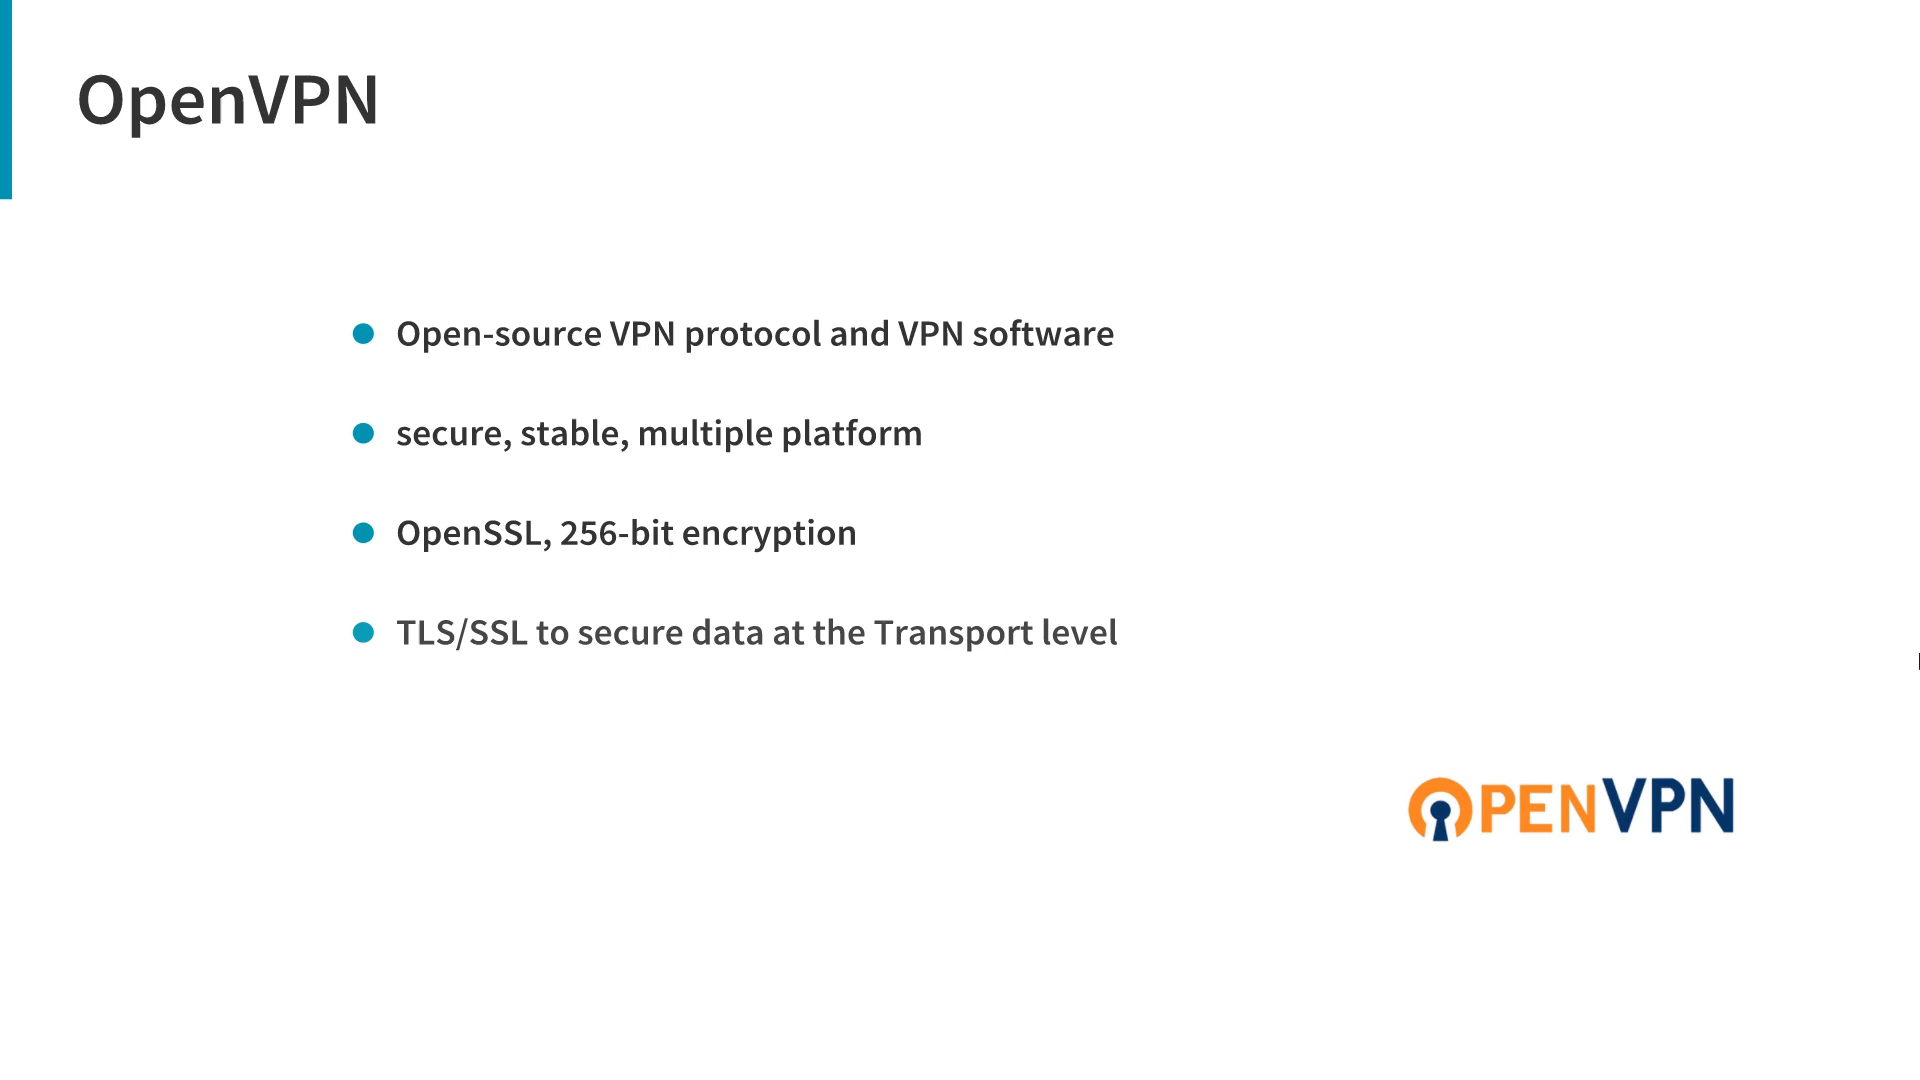 OpenVPN
Open-source VPN protocol and VPN software
secure, stable, multiple platform
OpenSSL, 256-bit encryption
TLS/SSL to secure data at the Transport level
OPENVPN